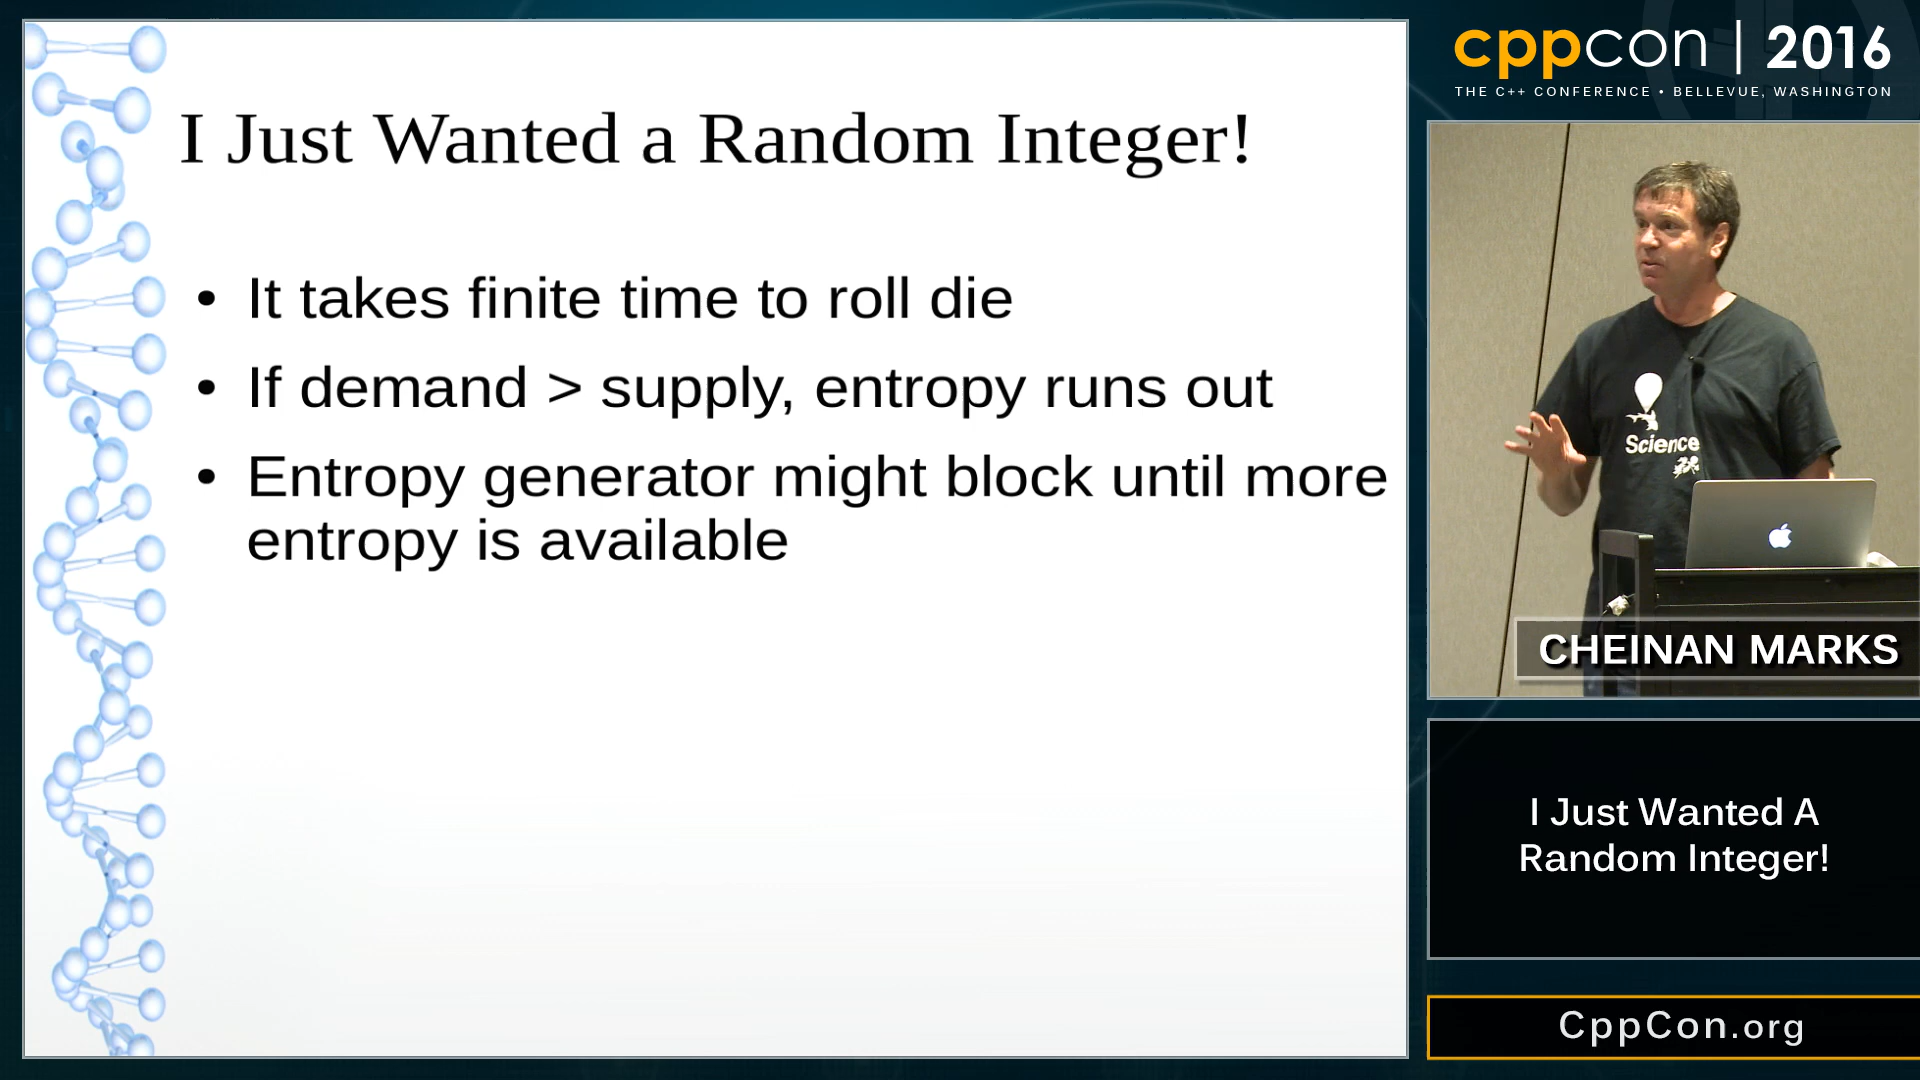 I Just Wanted a Random Integer!
• It takes finite time to roll die
• If demand > supply, entropy runs out
• Entropy generator might block until more
entropy is available
cppcon | 2016
THE C++ CONFERENCE • BELLEVUE, WASHINGTON
Science
CHEINAN MARKS
I Just Wanted A
Random Integer!
CppCon.org